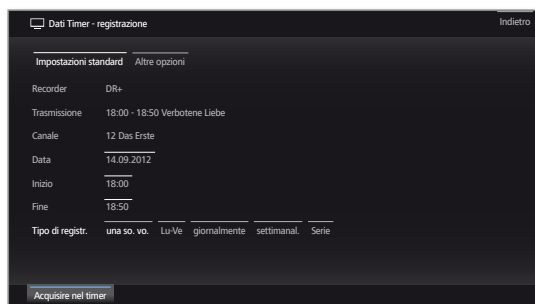 Dati Timer - registrazione
Indietro
Impostazioni standard Altre opzioni
Recorder DR+
Trasmissione 18:00 - 18:50 Verbotene Liebe
Canale 12 Das Erste
Data 14.09.2012
Inizio 18:00
Fine 18:50
Tipo di registr. una so. vo. Lu-Ve giornalmente settimanal. Serie
Acquisire nel timer